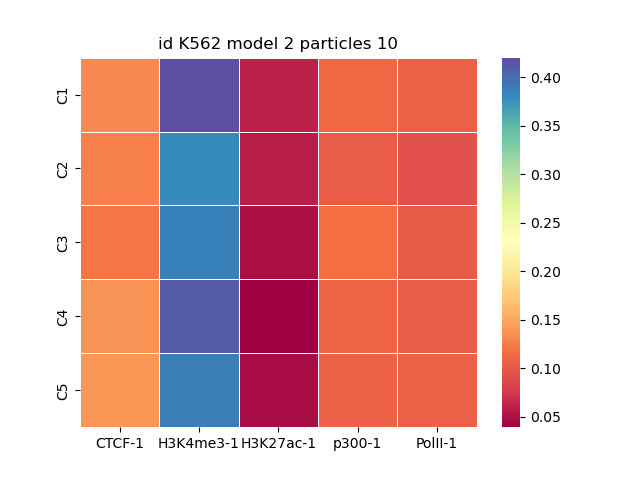 id K562 model 2 particles 10
C1
C2
C3
C4
C5
CTCF-1 H3K4me3-1 H3K27ac-1 p300-1 PolII-1
0.40
0.35
0.30
0.25
0.20
0.15
0.10
0.05